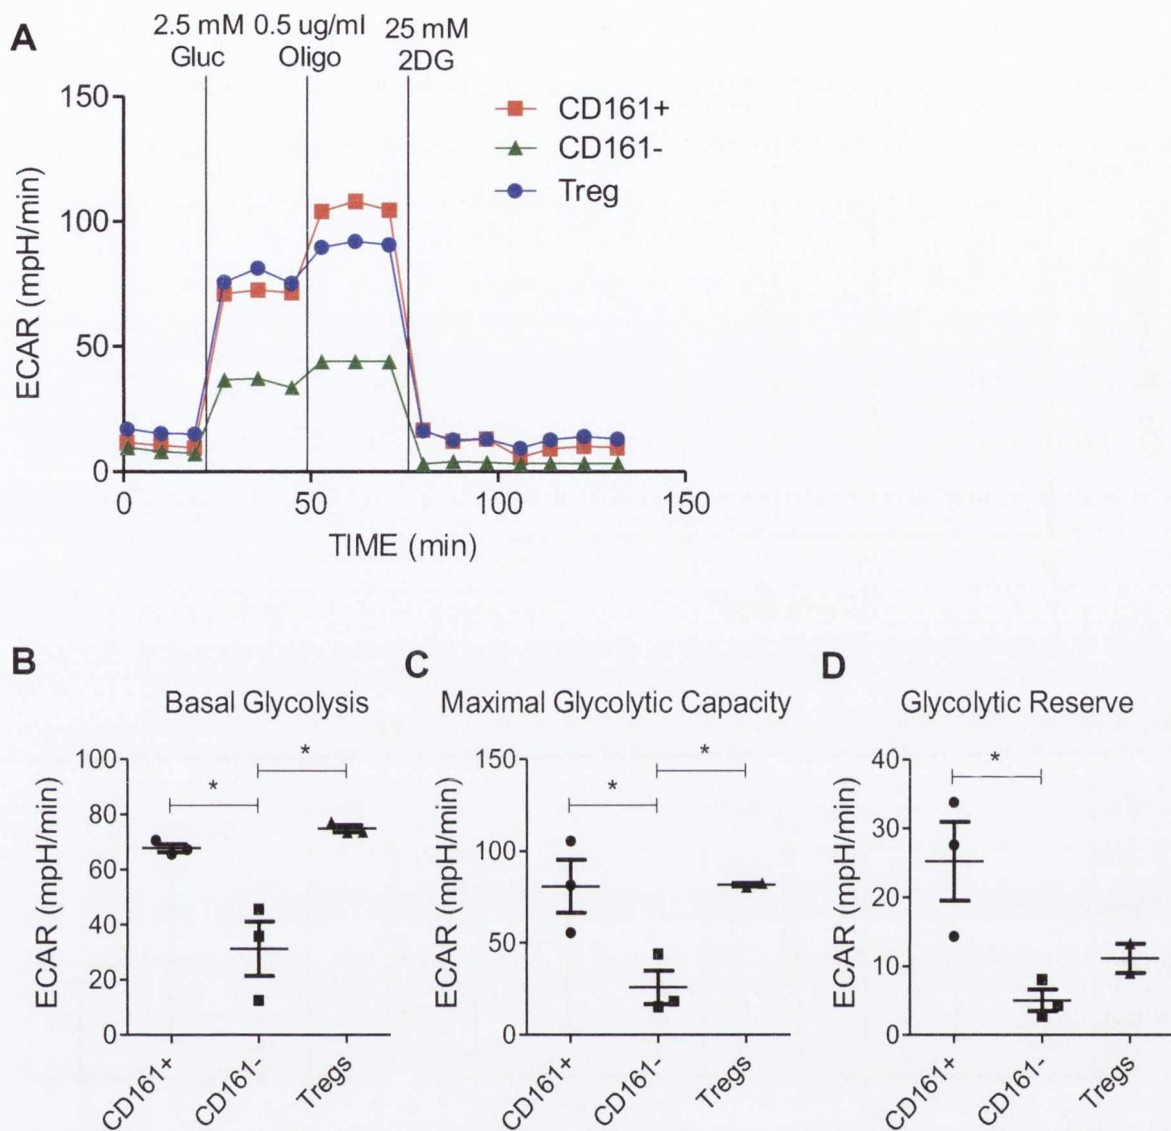 A
2.5 mM 0.5 ug/ml 25 mM
Gluc Oligo 2DG
150
100
50
0
ECAR (mpH/min)
CD161+
CD161-
Treg
0 50 100 150
TIME (min)
B
Basal Glycolysis
ECAR (mpH/min)
100
80
60
40
20
0
*
*
CD161+ CD161- Tregs
C
Maximal Glycolytic Capacity
ECAR (mpH/min)
150
100
50
0
*
*
CD161+ CD161- Tregs
D
Glycolytic Reserve
ECAR (mpH/min)
40
30
20
10
0
*
CD161+ CD161- Tregs